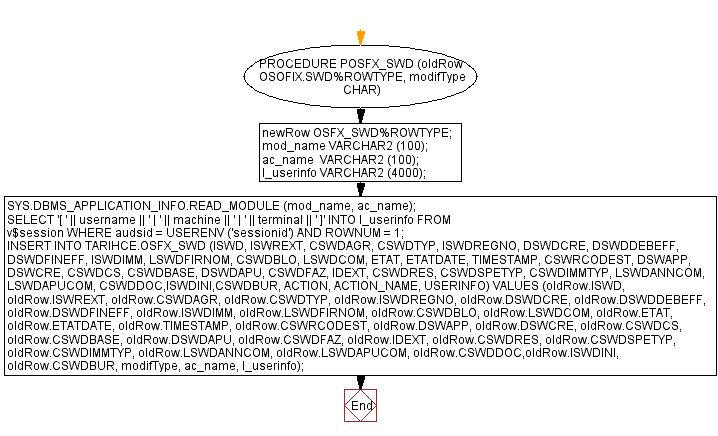 PROCEDURE POSFX_SWD (oldRow
OSOFIX.SWD%ROWTYPE, modifType
CHAR)
newRow OSFX_SWD%ROWTYPE;
mod_name VARCHAR2 (100);
ac_name VARCHAR2 (100);
l_userinfo VARCHAR2 (4000);
SYS.DBMS_APPLICATION_INFO.READ_MODULE (mod_name, ac_name);
SELECT '[ ' || username || ' | ' || machine || ' | ' || terminal || ' ]' INTO l_userinfo FROM
v$session WHERE audsid = USERENV ('sessionid') AND ROWNUM = 1;
INSERT INTO TARIHCE.OSFX_SWD (ISWD, ISWREXT, CSWDAGR, CSWDTYP, ISWDREGNO, DSWDCRE, DSWDDEBEFF,
DSWDFINEFF, ISWDIMM, LSWDFIRNOM, CSWDBLO, LSWDCOM, ETAT, ETATDATE, TIMESTAMP, CSWRCODEST, DSWAPP,
DSWCRE, CSWDCS, CSWDBASE, DSWDAPU, CSWDFAZ, IDEXT, CSWDRES, CSWDSPETYP, CSWDIMMTYP, LSWDANNCOM,
LSWDAPUCOM, CSWDDOC,ISWDINI,CSWDBUR, ACTION, ACTION_NAME, USERINFO) VALUES (oldRow.ISWD,
oldRow.ISWREXT, oldRow.CSWDAGR, oldRow.CSWDTYP, oldRow.ISWDREGNO, oldRow.DSWDCRE, oldRow.DSWDDEBEFF,
oldRow.DSWDFINEFF, oldRow.ISWDIMM, oldRow.LSWDFIRNOM, oldRow.CSWDBLO, oldRow.LSWDCOM, oldRow.ETAT,
oldRow.ETATDATE, oldRow.TIMESTAMP, oldRow.CSWRCODEST, oldRow.DSWAPP, oldRow.DSWCRE, oldRow.CSWDCS,
oldRow.CSWDBASE, oldRow.DSWDAPU, oldRow.CSWDFAZ, oldRow.IDEXT, oldRow.CSWDRES, oldRow.CSWDSPETYP,
oldRow.CSWDIMMTYP, oldRow.LSWDANNCOM, oldRow.LSWDAPUCOM, oldRow.CSWDDOC,oldRow.ISWDINI,
oldRow.CSWDBUR, modifType, ac_name, l_userinfo);
End